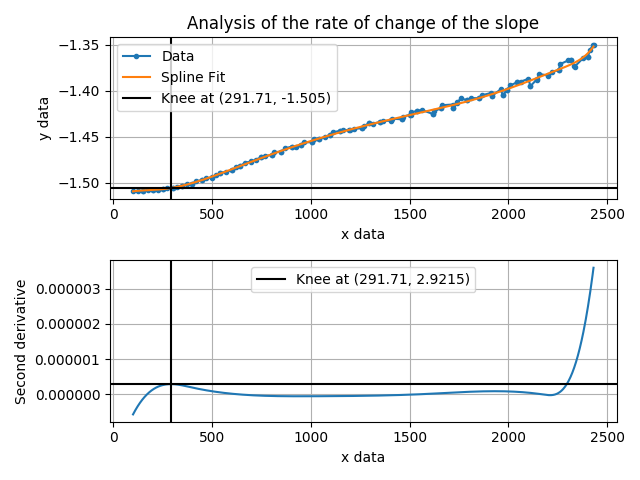 Analysis of the rate of change of the slope
Data
Spline Fit
Knee at (291.71, -1.505)
y data
−1.35
−1.40
−1.45
−1.50
0 500 1000 1500 2000 2500
x data
Knee at (291.71, 2.9215)
Second derivative
0.000003
0.000002
0.000001
0.000000
0 500 1000 1500 2000 2500
x data